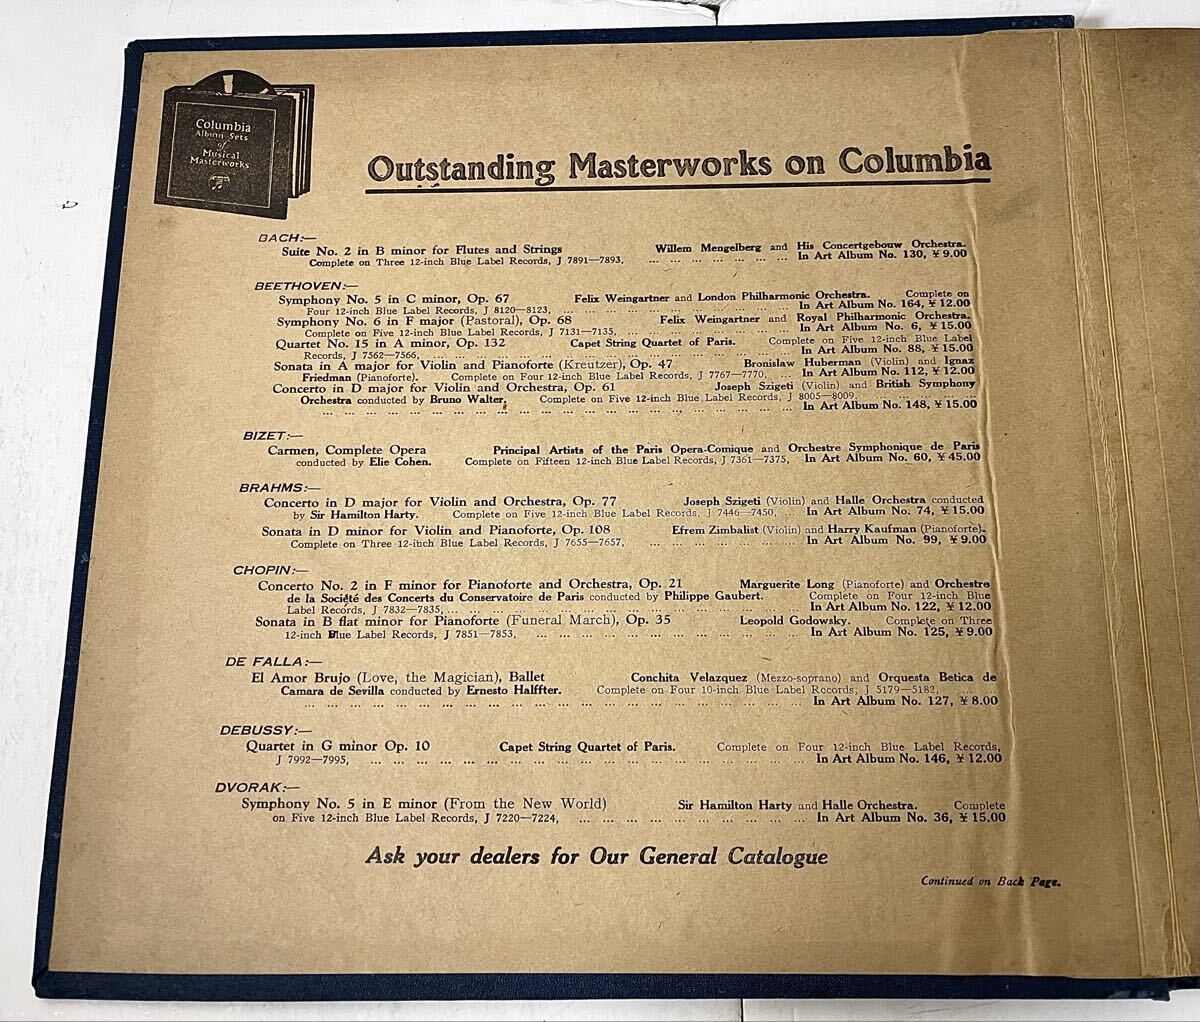 Columbia
Album Sets
of
Musical
Masterworks
Outstanding Masterworks on Columbia
BACH:—
Suite No. 2 in B minor for Flutes and Strings Willem Mengelberg and His Concertgebouw Orchestra.
Complete on Three 12-inch Blue Label Records, J 7891—7893, ... ... ... ... ... ... ... In Art Album No. 130, ¥ 9.00
BEETHOVEN:—
Symphony No. 5 in C minor, Op. 67 Felix Weingartner and London Philharmonic Orchestra. Complete on
Four 12-inch Blue Label Records, J 8120—8123, ... ... ... ... ... ... ... ... ... ... In Art Album No. 164, ¥ 12.00
Symphony No. 6 in F major (Pastoral), Op. 68 Felix Weingartner and Royal Philharmonic Orchestra.
Complete on Five 12-inch Blue Label Records, J 7131—7135, ... ... ... ... ... ... ... In Art Album No. 6, ¥ 15.00
Quartet No. 15 in A minor, Op. 132 Capet String Quartet of Paris. Complete on Five 12-inch Blue Label
Records, J 7562—7566, ... ... ... ... ... ... ... ... ... ... ... ... ... ... In Art Album No. 88, ¥ 15.00
Sonata in A major for Violin and Pianoforte (Kreutzer), Op. 47 Bronislaw Huberman (Violin) and Ignaz
Friedman (Pianoforte). Complete on Four 12-inch Blue Label Records, J 7767—7770, ... In Art Album No. 112, ¥ 12.00
Concerto in D major for Violin and Orchestra, Op. 61 Joseph Szigeti (Violin) and British Symphony
Orchestra conducted by Bruno Walter. Complete on Five 12-inch Blue Label Records, J 8005—8009, ... ... ... ...
... ... ... ... ... ... ... ... ... ... ... ... ... ... ... ... ... ... ... ... In Art Album No. 148, ¥ 15.00
BIZET:—
Carmen, Complete Opera Principal Artists of the Paris Opera-Comique and Orchestre Symphonique de Paris
conducted by Elie Cohen. Complete on Fifteen 12-inch Blue Label Records, J 7361—7375, In Art Album No. 60, ¥ 45.00
BRAHMS:—
Concerto in D major for Violin and Orchestra, Op. 77 Joseph Szigeti (Violin) and Halle Orchestra conducted
by Sir Hamilton Harty. Complete on Five 12-inch Blue Label Records, J 7446—7450, ... In Art Album No. 74, ¥ 15.00
Sonata in D minor for Violin and Pianoforte, Op. 108 Efrem Zimbalist (Violin) and Harry Kaufman (Pianoforte).
Complete on Three 12-inch Blue Label Records, J 7655—7657, ... ... ... ... ... ... In Art Album No. 99, ¥ 9.00
CHOPIN:—
Concerto No. 2 in F minor for Pianoforte and Orchestra, Op. 21 Marguerite Long (Pianoforte) and Orchestre
de la Société des Concerts du Conservatoire de Paris conducted by Philippe Gaubert. Complete on Four 12-inch Blue
Label Records, J 7832—7835, ... ... ... ... ... ... ... ... ... ... ... ... ... In Art Album No. 122, ¥ 12.00
Sonata in B flat minor for Pianoforte (Funeral March), Op. 35 Leopold Godowsky. Complete on Three
12-inch Blue Label Records, J 7851—7853, ... ... ... ... ... ... ... ... ... ... In Art Album No. 125, ¥ 9.00
DE FALLA:—
El Amor Brujo (Love, the Magician), Ballet Conchita Velazquez (Mezzo-soprano) and Orquesta Betica de
Camara de Sevilla conducted by Ernesto Halffter. Complete on Four 10-inch Blue Label Records, J 5179—5182, ... ...
... ... ... ... ... ... ... ... ... ... ... ... ... ... ... ... ... ... ... In Art Album No. 127, ¥ 8.00
DEBUSSY:—
Quartet in G minor Op. 10 Capet String Quartet of Paris. Complete on Four 12-inch Blue Label Records,
J 7992—7995, ... ... ... ... ... ... ... ... ... ... ... ... ... ... ... ... In Art Album No. 146, ¥ 12.00
DVORAK:—
Symphony No. 5 in E minor (From the New World) Sir Hamilton Harty and Halle Orchestra. Complete
on Five 12-inch Blue Label Records, J 7220—7224, ... ... ... ... ... ... ... ... ... In Art Album No. 36, ¥ 15.00
Ask your dealers for Our General Catalogue
Continued on Back Page.